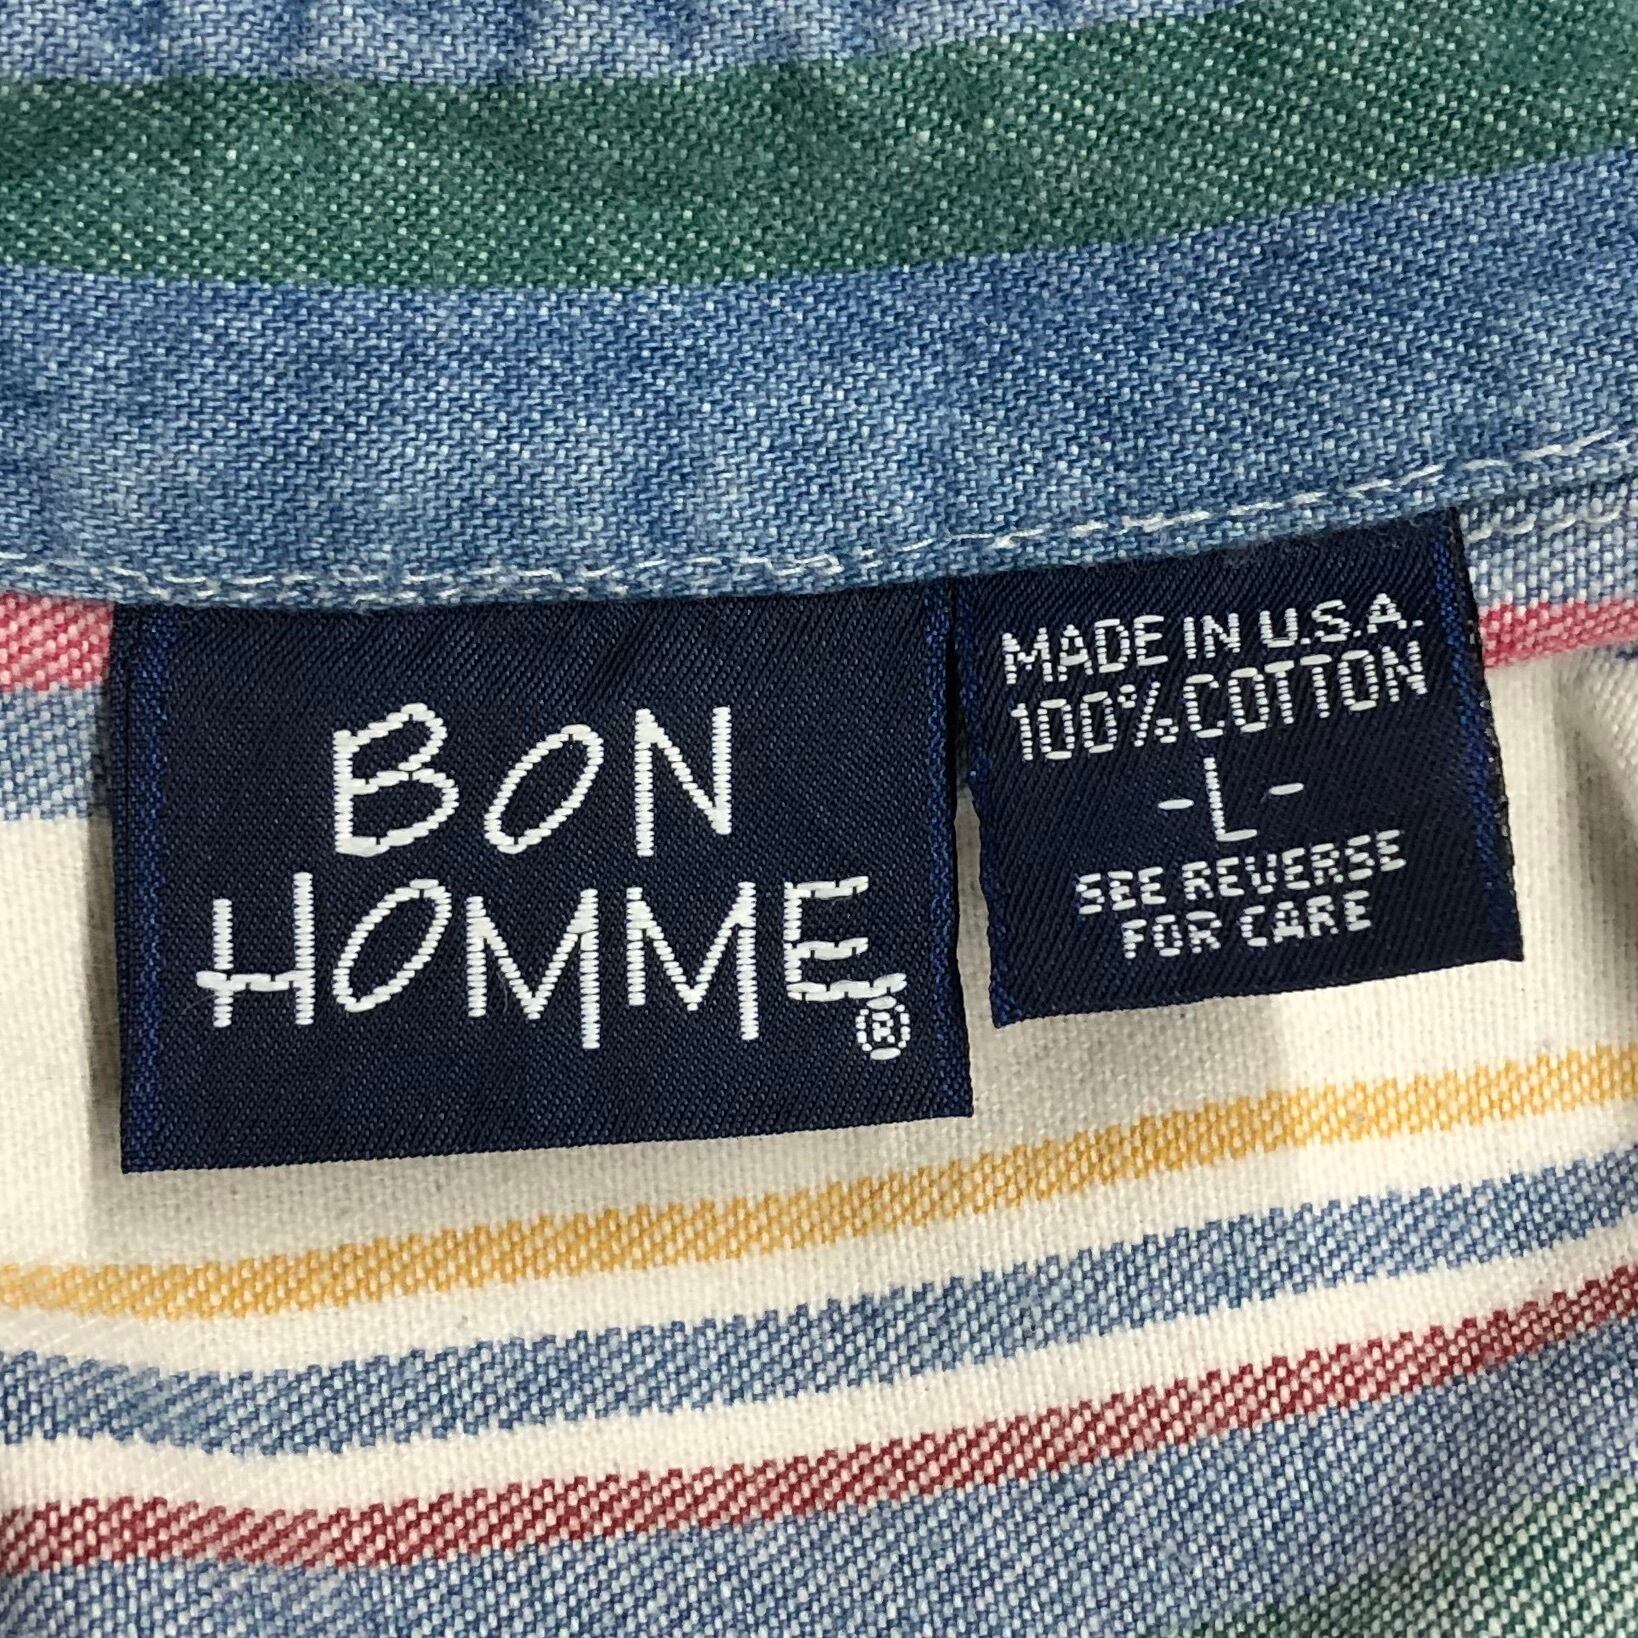 BON
HOMME®
MADE IN U.S.A.
100% COTTON
-L-
SEE REVERSE
FOR CARE